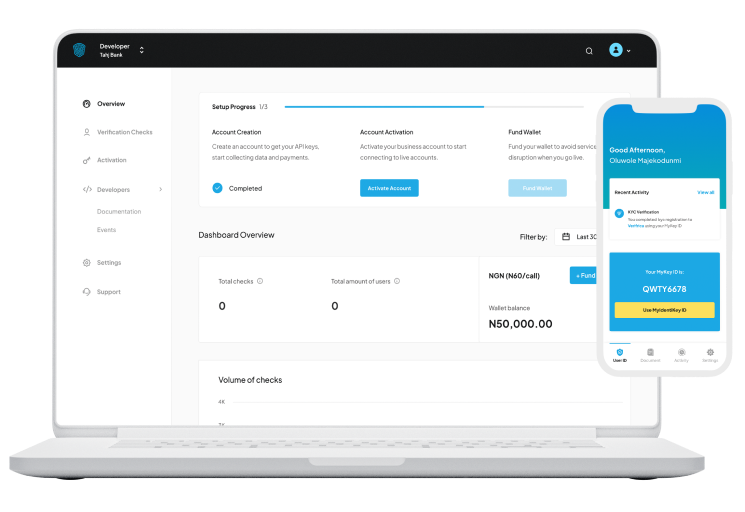 Developer
Tahj Bank
Overview
Verification Checks
Activation
Developers
Documentation
Events
Settings
Support
Setup Progress 1/3
Account Creation
Create an account to get your API keys,
start collecting data and payments.
Completed
Account Activation
Activate your business account to start
connecting to live accounts.
Activate Account
Fund Wallet
Fund your wallet to avoid service
disruption when you go live.
Fund Wallet
Dashboard Overview
Filter by:
Last 30
Total checks
0
Total amount of users
0
NGN (N60/call)
+ Fund
Wallet balance
N50,000.00
Volume of checks
4K
Good Afternoon,
Oluwole Majekodunmi
Recent Activity
View all
KYC Verification
You completed kyc registration to
Verifiva using your MyKey ID
Your MyKey ID is:
QWTY6678
Use MyIdentiKey ID
User ID
Document
Activity
Settings